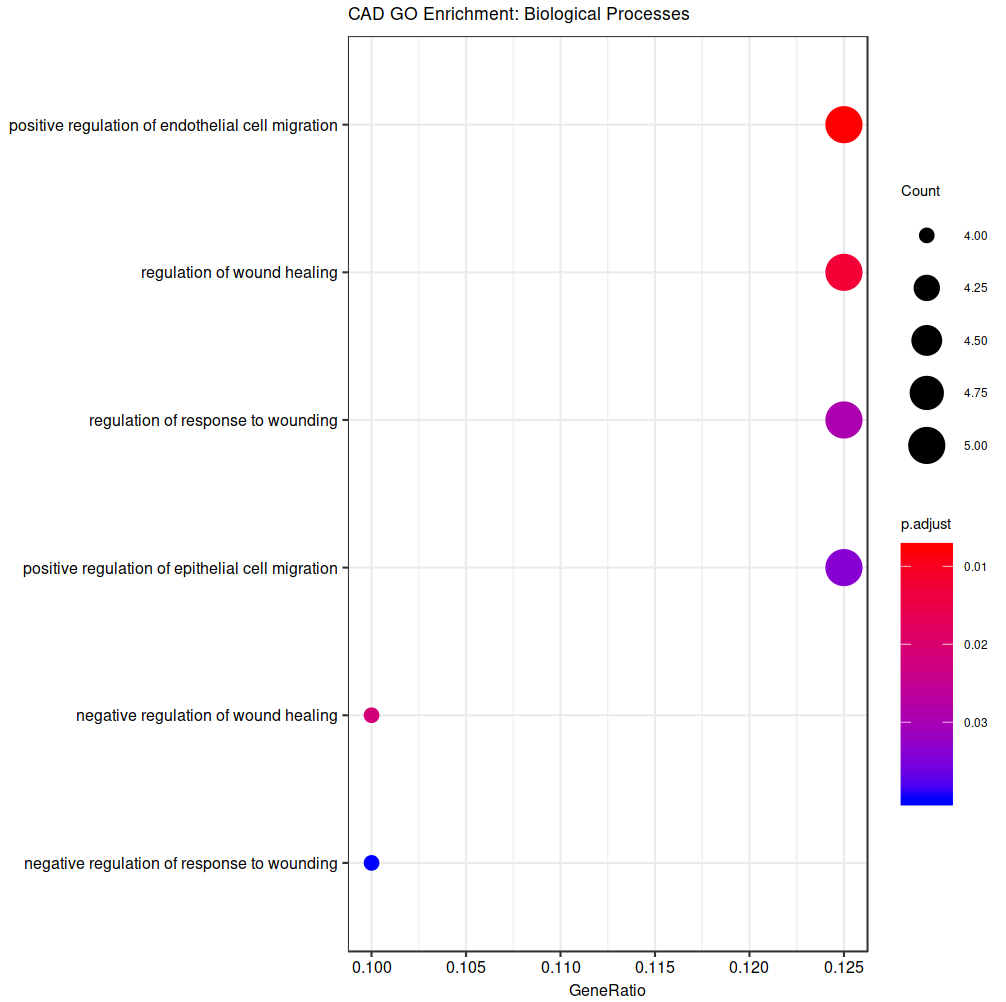 CAD GO Enrichment: Biological Processes
positive regulation of endothelial cell migration
regulation of wound healing
regulation of response to wounding
positive regulation of epithelial cell migration
negative regulation of wound healing
negative regulation of response to wounding
0.100 0.105 0.110 0.115 0.120 0.125
GeneRatio
Count
4.00
4.25
4.50
4.75
5.00
p.adjust
0.01
0.02
0.03